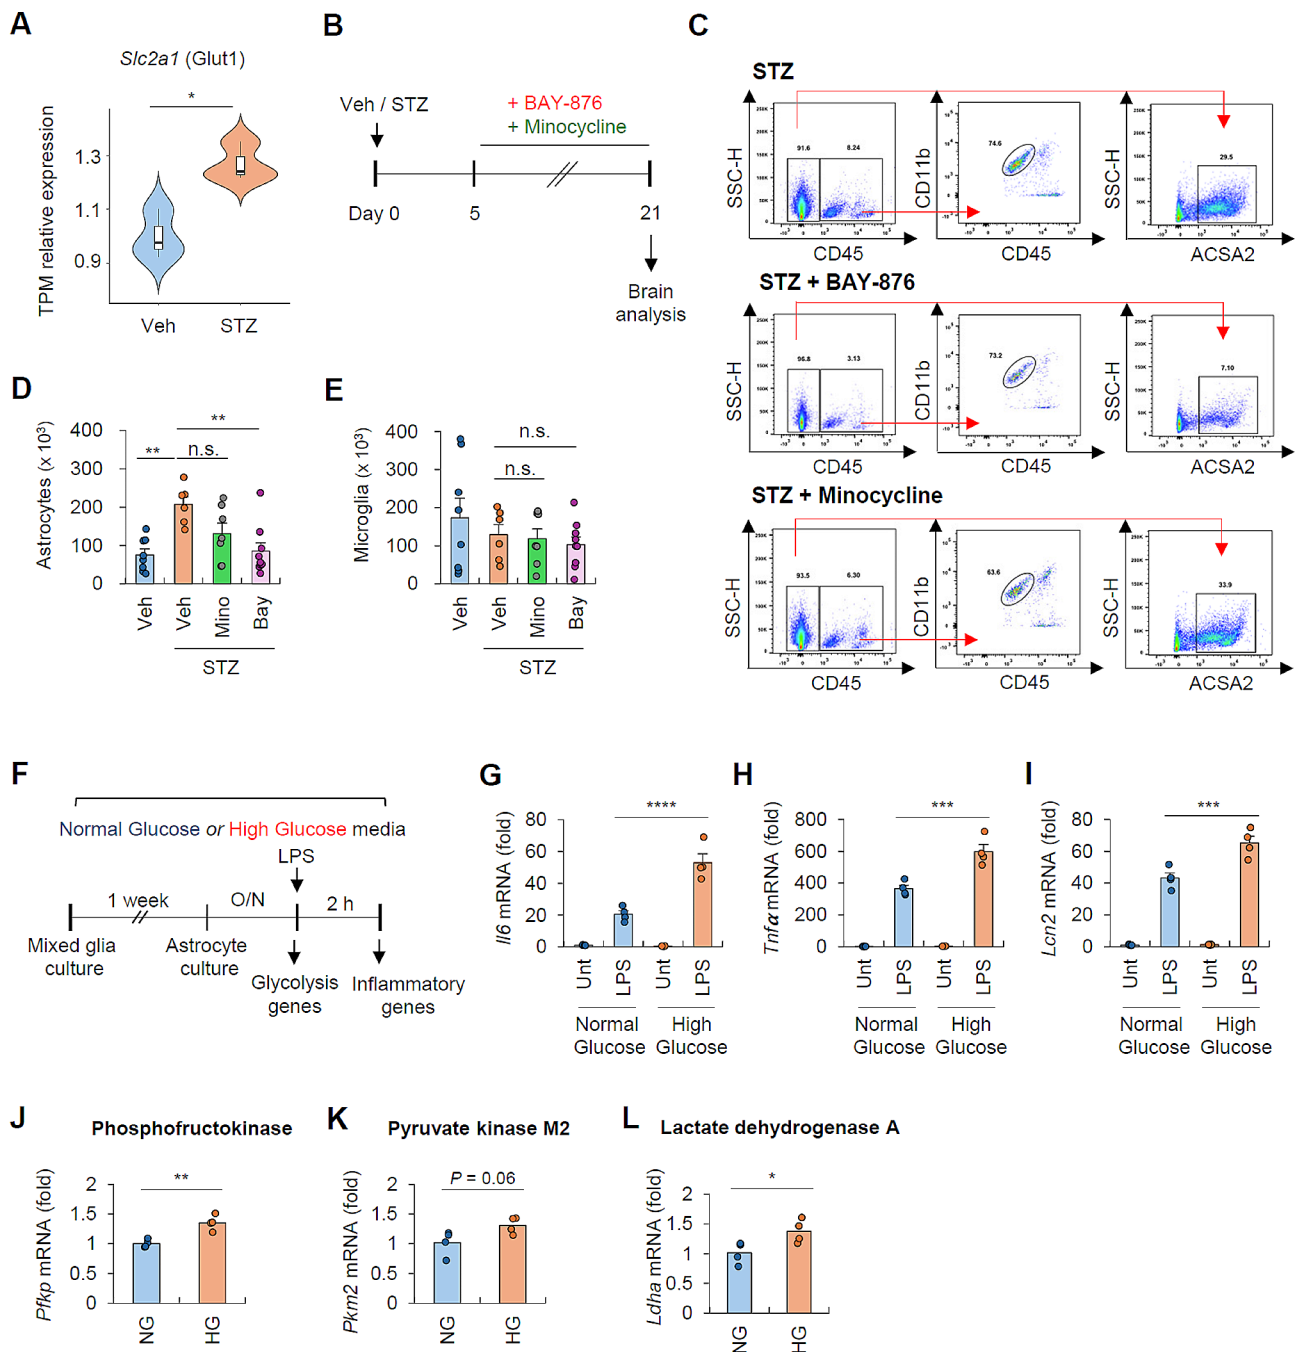 A
Slc2a1 (Glut1)
*
TPM relative expression
1.3
1.1
0.9
Veh
STZ
B
Veh / STZ
+ BAY-876
+ Minocycline
Day 0
5
21
Brain
analysis
C
STZ
SSC-H
250K
200K
150K
100K
50K
0
91.6
8.24
CD45
CD11b
74.6
CD45
SSC-H
29.5
ACSA2
STZ + BAY-876
SSC-H
96.8
3.13
CD45
CD11b
73.2
CD45
SSC-H
7.10
ACSA2
STZ + Minocycline
SSC-H
93.5
6.30
CD45
CD11b
63.6
CD45
SSC-H
33.9
ACSA2
D
Astrocytes (x 10³)
400
300
200
100
0
**
**
n.s.
Veh
Veh
Mino
Bay
STZ
E
Microglia (x 10³)
400
300
200
100
0
n.s.
n.s.
Veh
Veh
Mino
Bay
STZ
F
Normal Glucose or High Glucose media
LPS
1 week
O/N
2 h
Mixed glia
culture
Astrocyte
culture
Glycolysis
genes
Inflammatory
genes
G
Il6 mRNA (fold)
80
60
40
20
0
****
Unt
LPS
Unt
LPS
Normal
Glucose
High
Glucose
H
Tnfα mRNA (fold)
800
600
400
200
0
***
Unt
LPS
Unt
LPS
Normal
Glucose
High
Glucose
I
Lcn2 mRNA (fold)
80
60
40
20
0
***
Unt
LPS
Unt
LPS
Normal
Glucose
High
Glucose
J
Phosphofructokinase
Pfkp mRNA (fold)
2
1.5
1
0.5
0
**
NG
HG
K
Pyruvate kinase M2
Pkm2 mRNA (fold)
2
1.5
1
0.5
0
P = 0.06
NG
HG
L
Lactate dehydrogenase A
Ldha mRNA (fold)
2
1.5
1
0.5
0
*
NG
HG